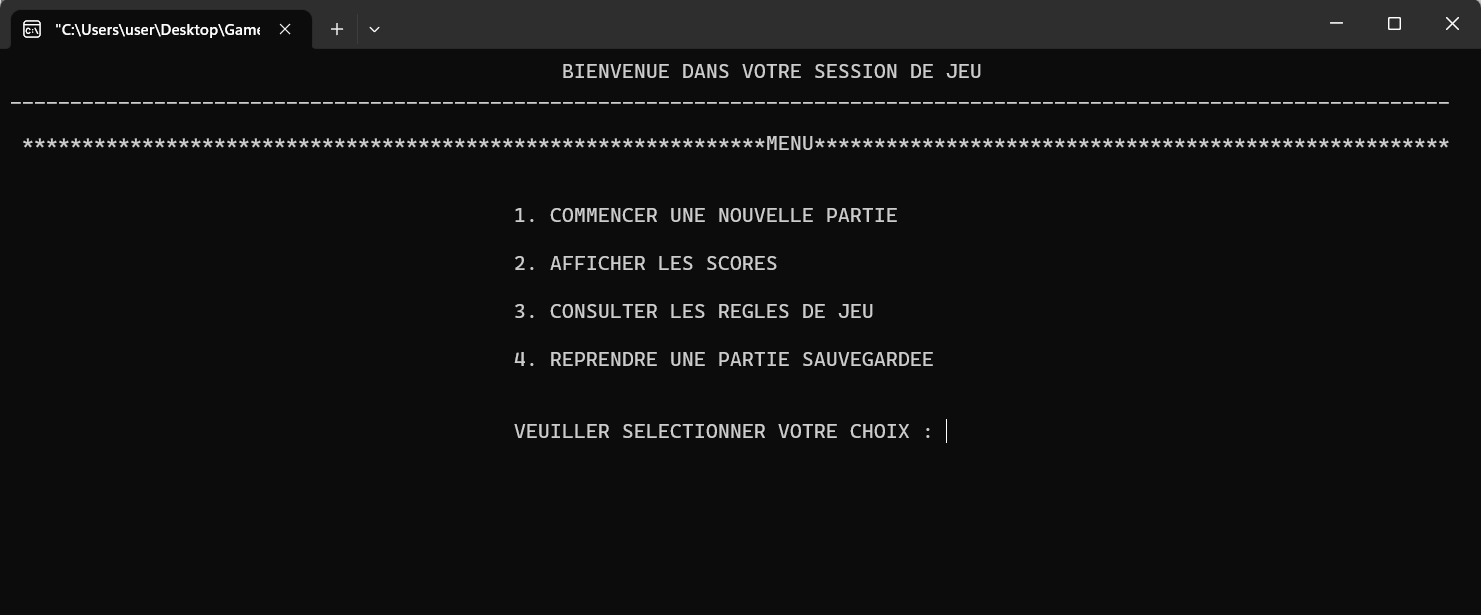 "C:\Users\user\Desktop\Game
BIENVENUE DANS VOTRE SESSION DE JEU
------------------------------------------------------------------------------------------------------------------------
**************************************************************MENU*****************************************************
1. COMMENCER UNE NOUVELLE PARTIE
2. AFFICHER LES SCORES
3. CONSULTER LES REGLES DE JEU
4. REPRENDRE UNE PARTIE SAUVEGARDEE
VEUILLER SELECTIONNER VOTRE CHOIX :